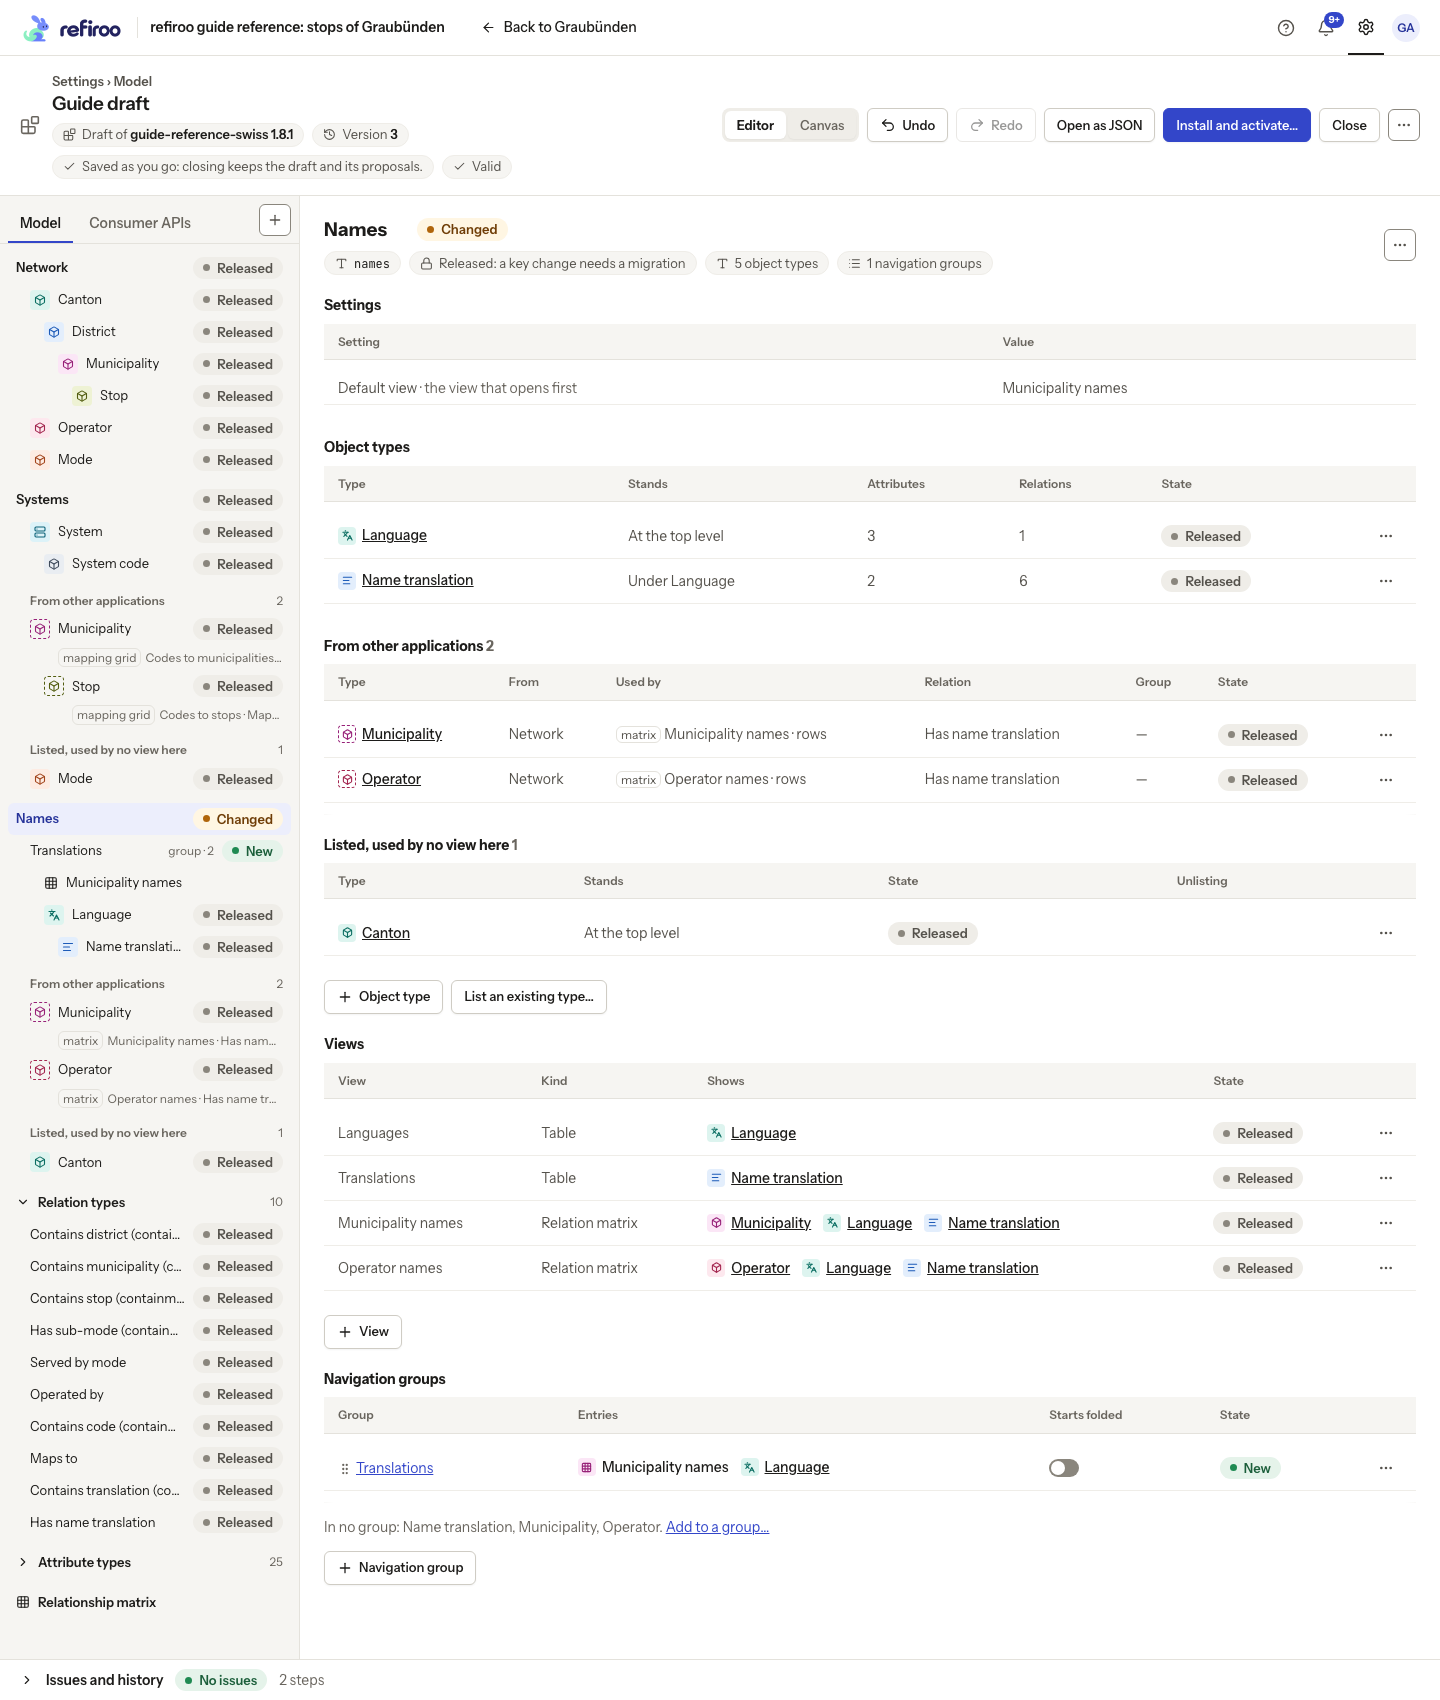 refiroo
refiroo guide reference: stops of Graubünden
Back to Graubünden
9+
GA
Settings › Model
Guide draft
Draft of guide-reference-swiss 1.8.1
Version 3
Saved as you go: closing keeps the draft and its proposals.
Valid
Editor
Canvas
Undo
Redo
Open as JSON
Install and activate...
Close
Model
Consumer APIs
Network Released
Canton Released
District Released
Municipality Released
Stop Released
Operator Released
Mode Released
Systems Released
System Released
System code Released
From other applications 2
Municipality Released
mapping grid Codes to municipalities...
Stop Released
mapping grid Codes to stops · Map...
Listed, used by no view here 1
Mode Released
Names Changed
Translations group · 2 New
Municipality names
Language Released
Name translati... Released
From other applications 2
Municipality Released
matrix Municipality names · Has nam...
Operator Released
matrix Operator names · Has name tr...
Listed, used by no view here 1
Canton Released
Relation types 10
Contains district (contai... Released
Contains municipality (c... Released
Contains stop (containm... Released
Has sub-mode (contain... Released
Served by mode Released
Operated by Released
Contains code (contain... Released
Maps to Released
Contains translation (co... Released
Has name translation Released
Attribute types 25
Relationship matrix
Names Changed
names
Released: a key change needs a migration
5 object types
1 navigation groups
Settings
Setting Value
Default view · the view that opens first Municipality names
Object types
Type Stands Attributes Relations State
Language At the top level 3 1 Released
Name translation Under Language 2 6 Released
From other applications 2
Type From Used by Relation Group State
Municipality Network matrix Municipality names · rows Has name translation — Released
Operator Network matrix Operator names · rows Has name translation — Released
Listed, used by no view here 1
Type Stands State Unlisting
Canton At the top level Released
Object type
List an existing type...
Views
View Kind Shows State
Languages Table Language Released
Translations Table Name translation Released
Municipality names Relation matrix Municipality Language Name translation Released
Operator names Relation matrix Operator Language Name translation Released
View
Navigation groups
Group Entries Starts folded State
Translations Municipality names Language New
In no group: Name translation, Municipality, Operator. Add to a group...
Navigation group
Issues and history No issues 2 steps